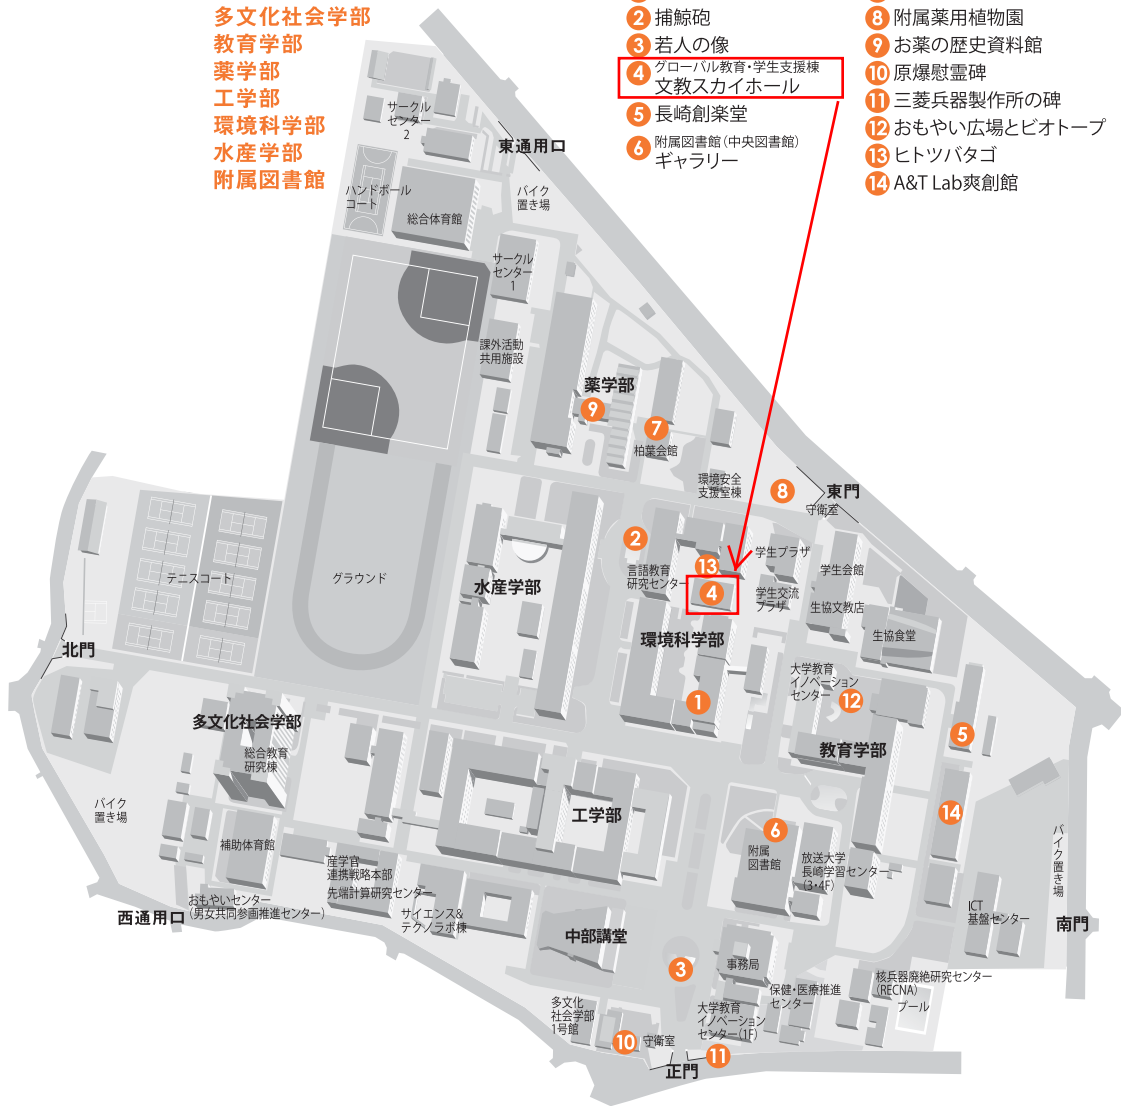 多文化社会学部
教育学部
薬学部
工学部
環境科学部
水産学部
附属図書館
2 捕鯨砲
3 若人の像
4 グローバル教育・学生支援棟
文教スカイホール
5 長崎創楽堂
6 附属図書館（中央図書館）
ギャラリー
8 附属薬用植物園
9 お薬の歴史資料館
10 原爆慰霊碑
11 三菱兵器製作所の碑
12 おもやい広場とビオトープ
13 ヒトツバタゴ
14 A&T Lab爽創館
サークル
センター
2
東通用口
ハンドボール
コート
バイク
置き場
総合体育館
サークル
センター
1
課外活動
共用施設
薬学部
9
7
柏葉会館
環境安全
支援室棟
8
東門
守衛室
2
言語教育
研究センター
13
4
学生プラザ
学生交流
プラザ
学生会館
生協文教店
生協食堂
テニスコート
グラウンド
水産学部
環境科学部
北門
1
大学教育
イノベーション
センター
12
多文化社会学部
総合教育
研究棟
教育学部
5
バイク
置き場
工学部
14
補助体育館
6
附属
図書館
放送大学
長崎学習センター
（3・4F）
バイク置き場
産学官
連携戦略本部
先端計算研究センター
おもやいセンター
（男女共同参画推進センター）
西通用口
サイエンス&
テクノラボ棟
ICT
基盤センター
南門
中部講堂
3
事務局
保健・医療推進
センター
核兵器廃絶研究センター
（RECNA）
プール
多文化
社会学部
1号館
大学教育
イノベーション
センター（1F）
10
守衛室
11
正門